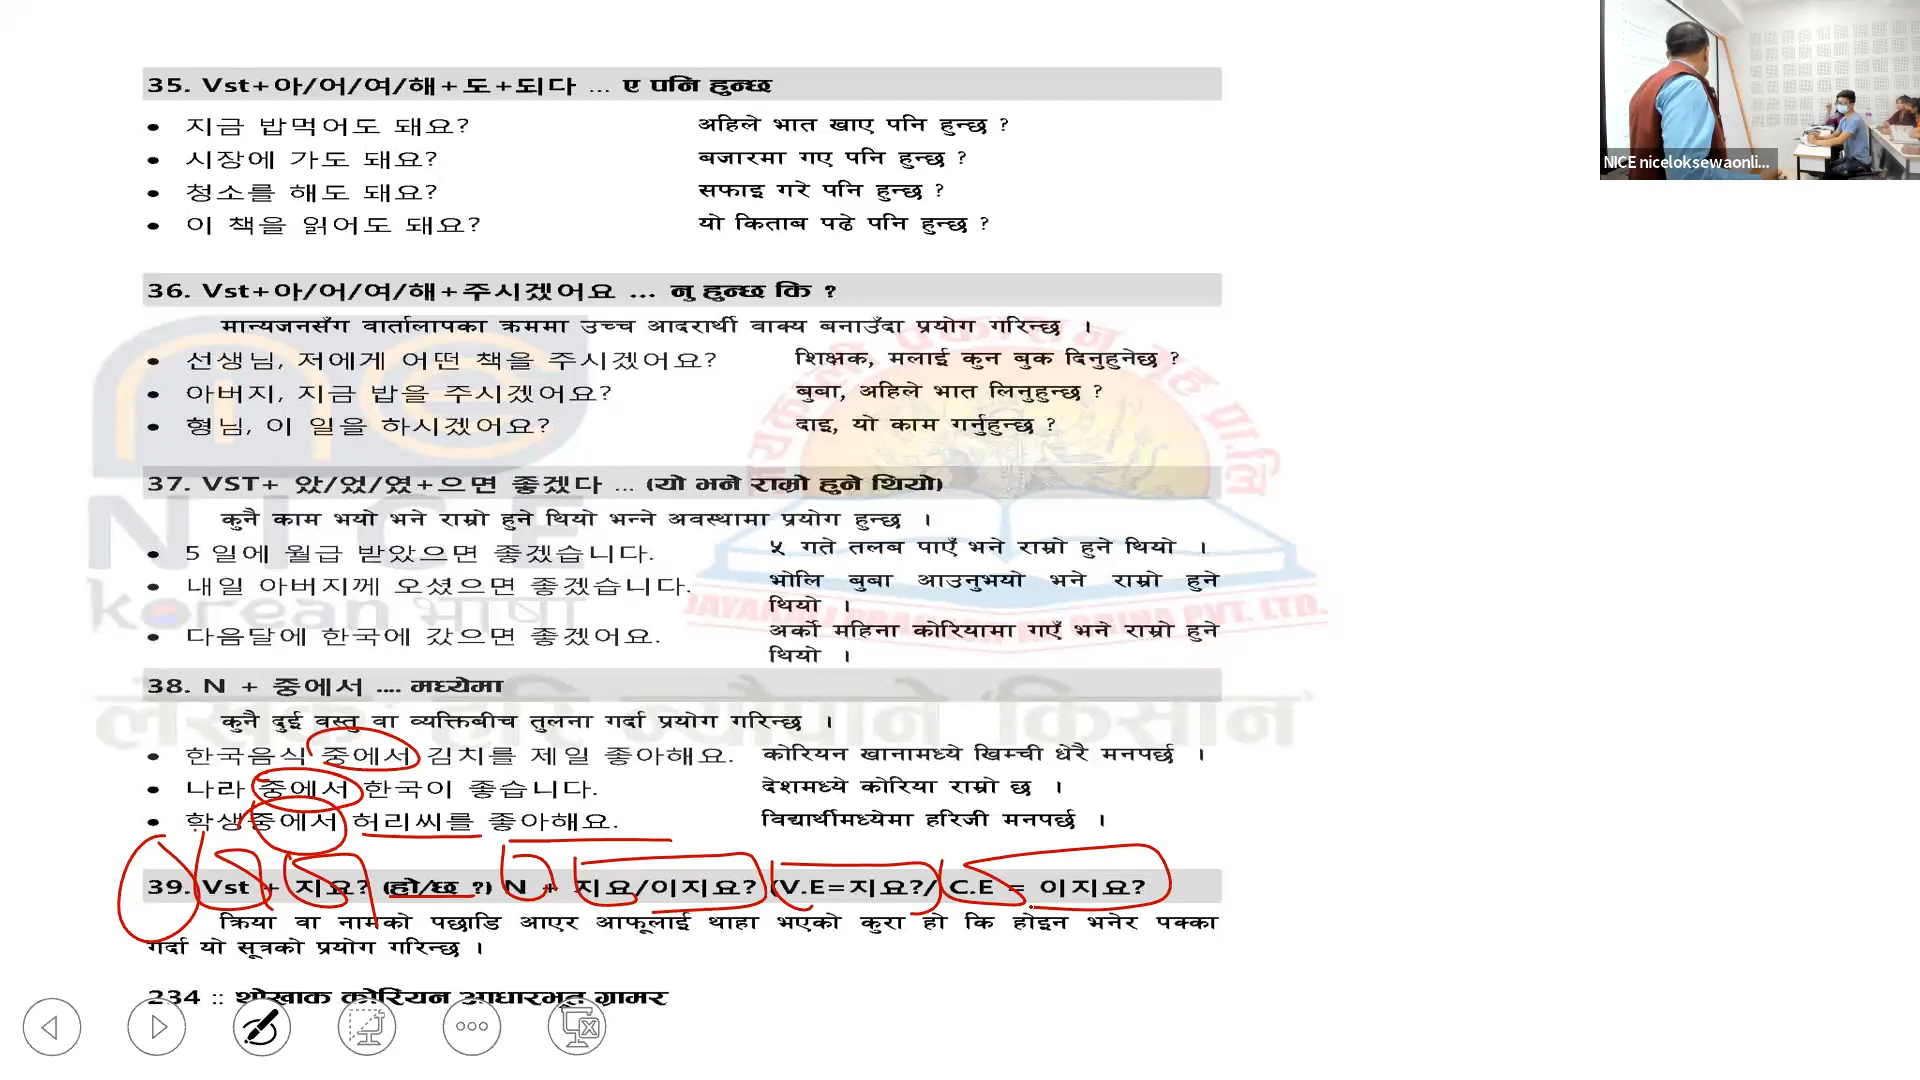 NICE niceloksewaonli...
35. Vst+아/어/여/해+도+되다 ... ए पनि हुन्छ
• 지금 밥먹어도 돼요? अहिले भात खाए पनि हुन्छ ?
• 시장에 가도 돼요? बजारमा गए पनि हुन्छ ?
• 청소를 해도 돼요? सफाइ गरे पनि हुन्छ ?
• 이 책을 읽어도 돼요? यो किताब पढे पनि हुन्छ ?
36. Vst+아/어/여/해+주시겠어요 ... नु हुन्छ कि ?
मान्यजनसँग वार्तालापका क्रममा उच्च आदरार्थी वाक्य बनाउँदा प्रयोग गरिन्छ ।
• 선생님, 저에게 어떤 책을 주시겠어요? शिक्षक, मलाई कुन बुक दिनुहुनेछ ?
• 아버지, 지금 밥을 주시겠어요? बुबा, अहिले भात लिनुहुन्छ ?
• 형님, 이 일을 하시겠어요? दाइ, यो काम गर्नुहुन्छ ?
37. VST+ 았/었/였+으면 좋겠다 ... (यो भने राम्रो हुने थियो)
कुनै काम भयो भने राम्रो हुने थियो भन्ने अवस्थामा प्रयोग हुन्छ ।
• 5 일에 월급 받았으면 좋겠습니다. ५ गते तलब पाएँ भने राम्रो हुने थियो ।
• 내일 아버지께 오셨으면 좋겠습니다. भोलि बुबा आउनुभयो भने राम्रो हुने
थियो ।
• 다음달에 한국에 갔으면 좋겠어요. अर्को महिना कोरियामा गएँ भने राम्रो हुने
थियो ।
38. N + 중에서 .... मध्येमा
कुनै दुई वस्तु वा व्यक्तिबीच तुलना गर्दा प्रयोग गरिन्छ ।
• 한국음식 중에서 김치를 제일 좋아해요. कोरियन खानामध्ये खिम्ची धेरै मनपर्छ ।
• 나라 중에서 한국이 좋습니다. देशमध्ये कोरिया राम्रो छ ।
• 학생중에서 허리씨를 좋아해요. विद्यार्थीमध्येमा हरिजी मनपर्छ ।
39. Vst + 지요? (हो/छ ?) N + 지요/이지요? (V.E=지요?/ C.E = 이지요?
क्रिया वा नामको पछाडि आएर आफूलाई थाहा भएको कुरा हो कि होइन भनेर पक्का
गर्दा यो सूत्रको प्रयोग गरिन्छ ।
234 :: थोखाक कोरियन आधारभूत ग्रामर
NICE
korean भाषा
JAYAKALI PRAKASHAN GRIHA PVT. LTD.